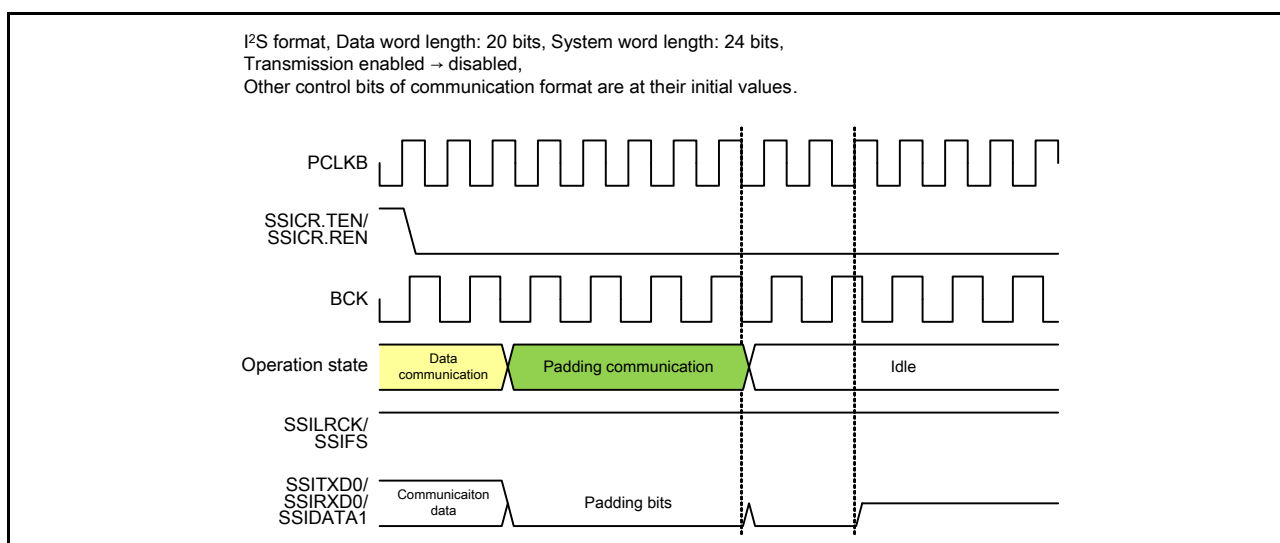 I²S format, Data word length: 20 bits, System word length: 24 bits,
Transmission enabled → disabled,
Other control bits of communication format are at their initial values.
PCLKB
SSICR.TEN/
SSICR.REN
BCK
Operation state
Data
communication
Padding communication
Idle
SSILRCK/
SSIFS
SSITXD0/
SSIRXD0/
SSIDATA1
Communicaiton
data
Padding bits